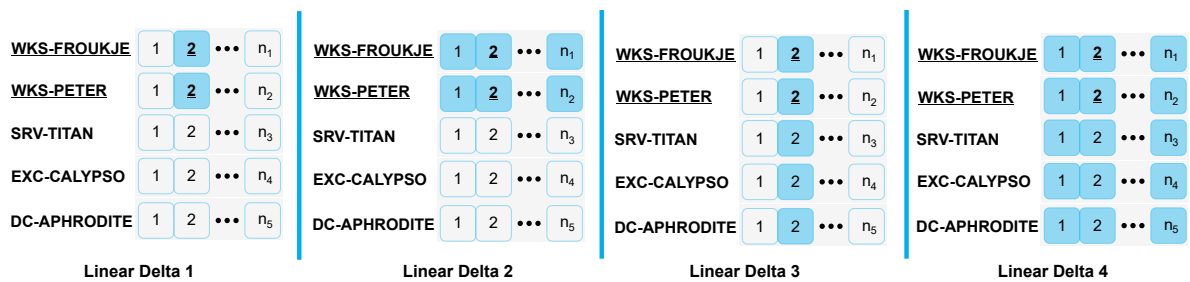 WKS-FROUKJE 1 2 ••• n1
WKS-PETER 1 2 ••• n2
SRV-TITAN 1 2 ••• n3
EXC-CALYPSO 1 2 ••• n4
DC-APHRODITE 1 2 ••• n5
Linear Delta 1
WKS-FROUKJE 1 2 ••• n1
WKS-PETER 1 2 ••• n2
SRV-TITAN 1 2 ••• n3
EXC-CALYPSO 1 2 ••• n4
DC-APHRODITE 1 2 ••• n5
Linear Delta 2
WKS-FROUKJE 1 2 ••• n1
WKS-PETER 1 2 ••• n2
SRV-TITAN 1 2 ••• n3
EXC-CALYPSO 1 2 ••• n4
DC-APHRODITE 1 2 ••• n5
Linear Delta 3
WKS-FROUKJE 1 2 ••• n1
WKS-PETER 1 2 ••• n2
SRV-TITAN 1 2 ••• n3
EXC-CALYPSO 1 2 ••• n4
DC-APHRODITE 1 2 ••• n5
Linear Delta 4